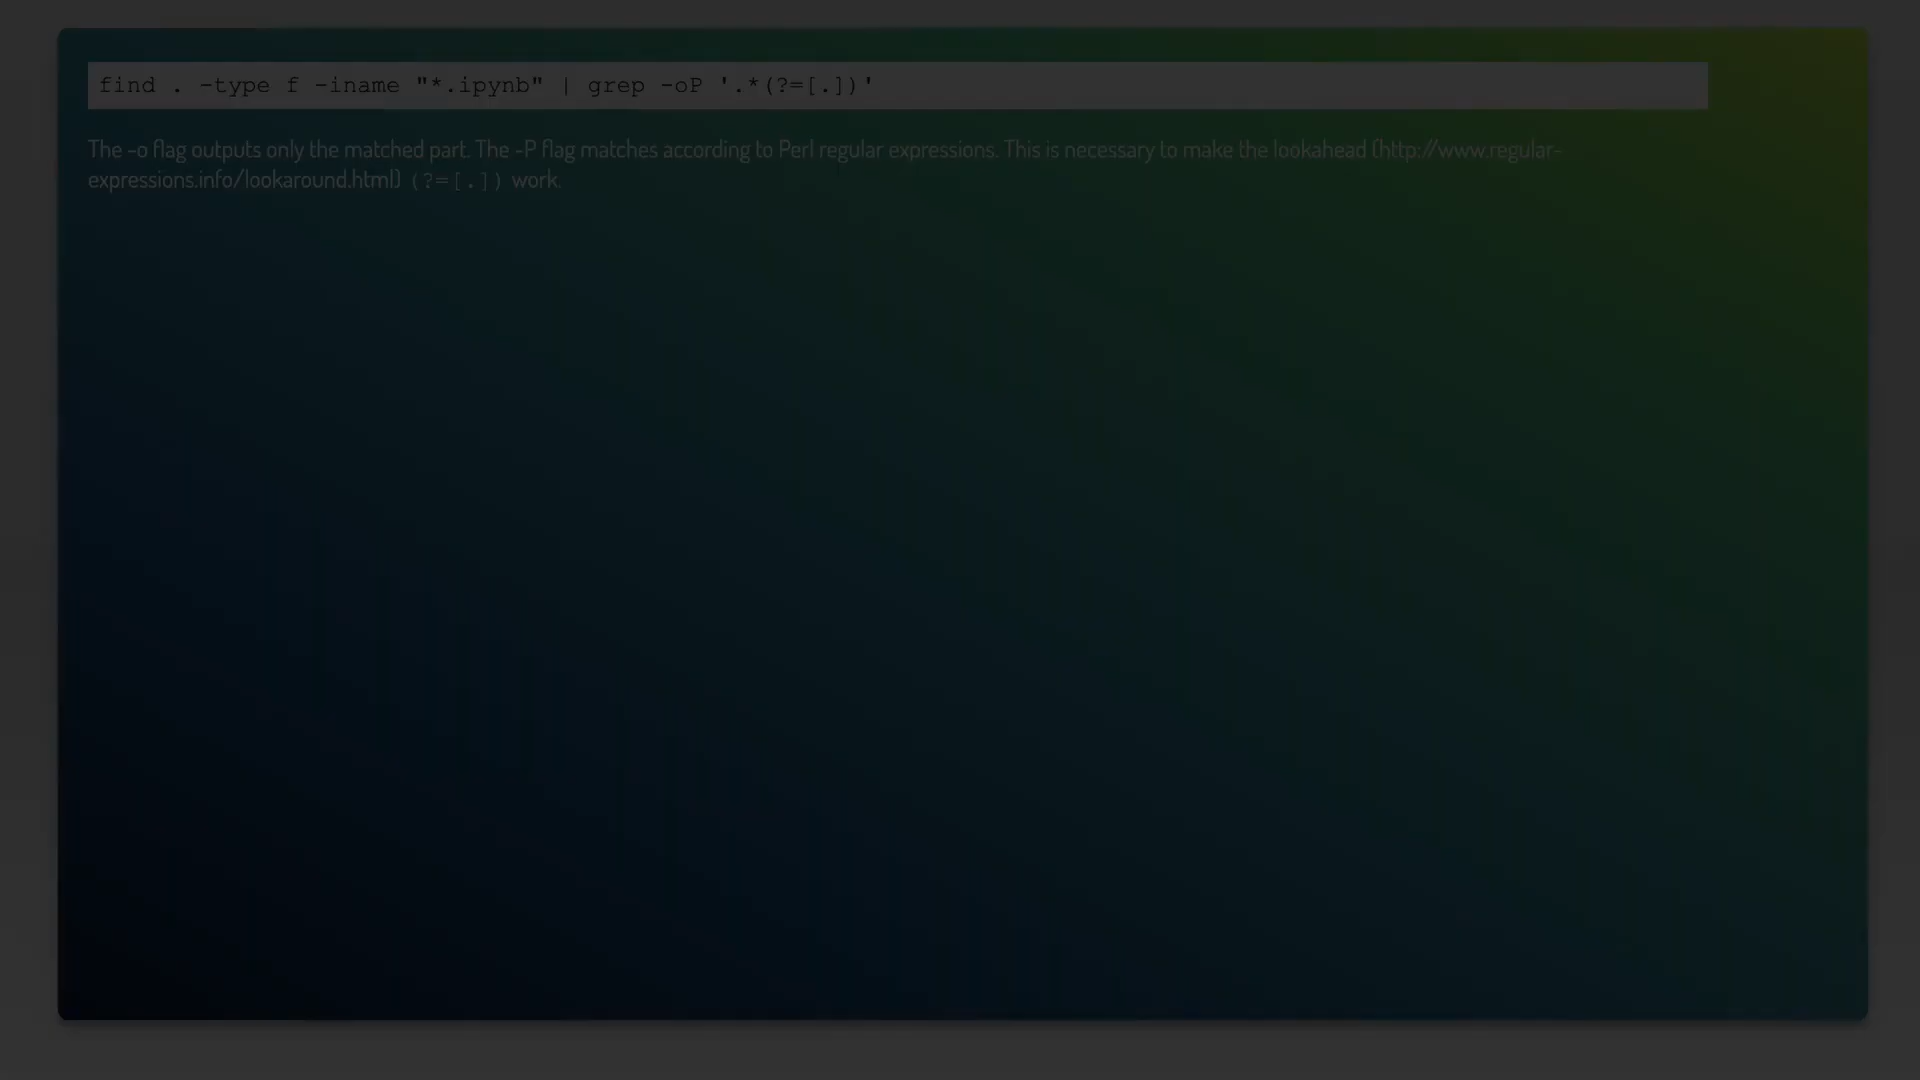 find . -type f -iname "*.ipynb" | grep -oP '.*(?=[.])'
The -o flag outputs only the matched part. The -P flag matches according to Perl regular expressions. This is necessary to make the lookahead (http://www.regular-
expressions.info/lookaround.html) (?=[.]) work.